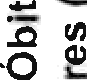 Óbit
res (